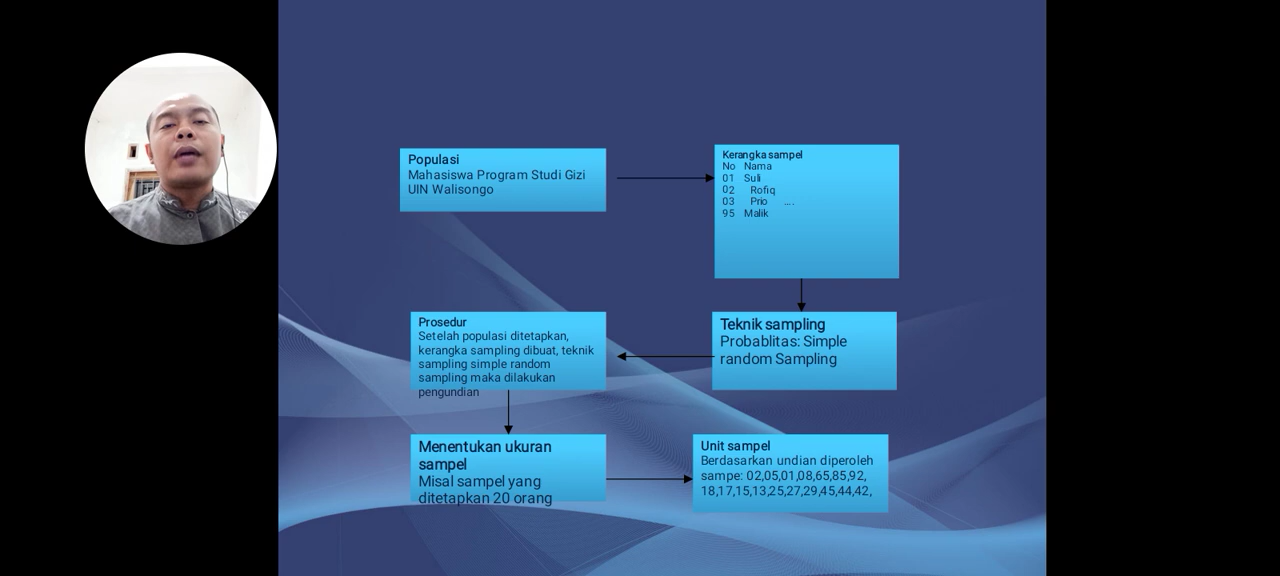 Populasi
Mahasiswa Program Studi Gizi
UIN Walisongo
Kerangka sampel
No Nama
01 Suli
02 Rofiq
03 Prio ....
95 Malik
Teknik sampling
Probablitas: Simple
random Sampling
Prosedur
Setelah populasi ditetapkan,
kerangka sampling dibuat, teknik
sampling simple random
sampling maka dilakukan
pengundian
Menentukan ukuran
sampel
Misal sampel yang
ditetapkan 20 orang
Unit sampel
Berdasarkan undian diperoleh
sampe: 02,05,01,08,65,85,92,
18,17,15,13,25,27,29,45,44,42,